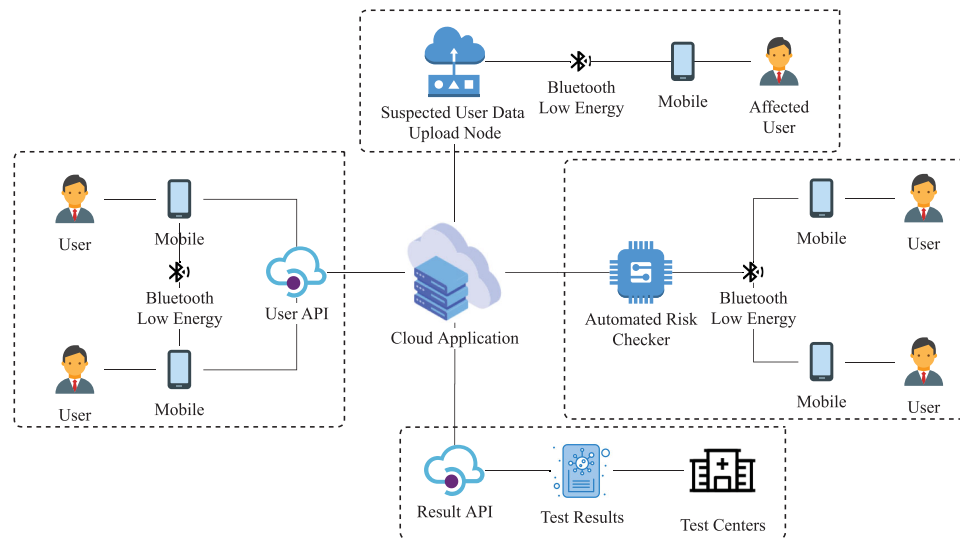 Suspected User Data
Upload Node
Bluetooth
Low Energy
Mobile
Affected
User
User
Mobile
Bluetooth
Low Energy
User API
User
Mobile
Cloud Application
Automated Risk
Checker
Bluetooth
Low Energy
Mobile
User
Mobile
User
Result API
Test Results
Test Centers